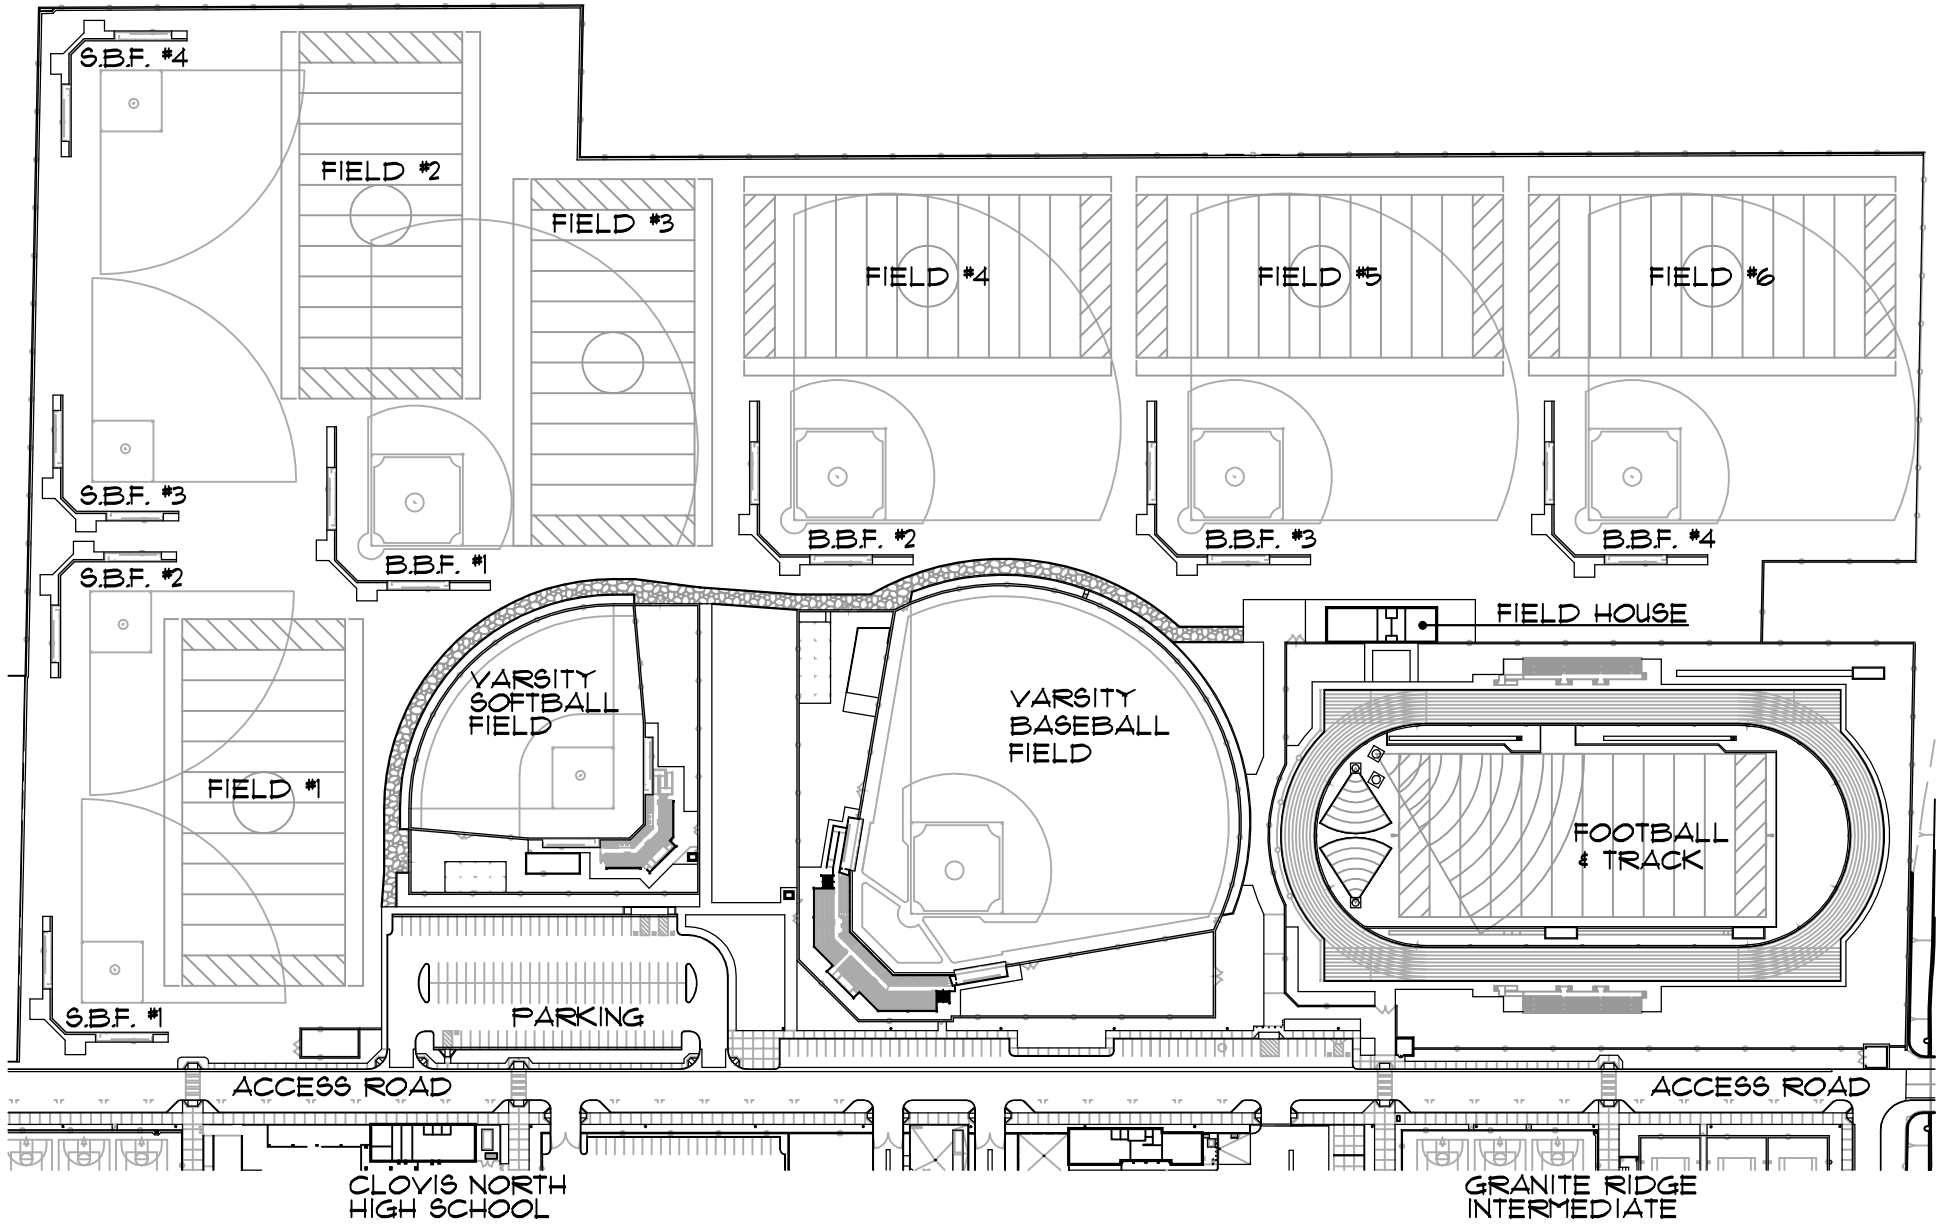 S.B.F. #4
FIELD #2
FIELD #3
FIELD #4
FIELD #5
FIELD #6
S.B.F. #3
B.B.F. #1
B.B.F. #2
B.B.F. #3
B.B.F. #4
S.B.F. #2
FIELD HOUSE
VARSITY
SOFTBALL
FIELD
VARSITY
BASEBALL
FIELD
FIELD #1
FOOTBALL
& TRACK
S.B.F. #1
PARKING
ACCESS ROAD
ACCESS ROAD
CLOVIS NORTH
HIGH SCHOOL
GRANITE RIDGE
INTERMEDIATE